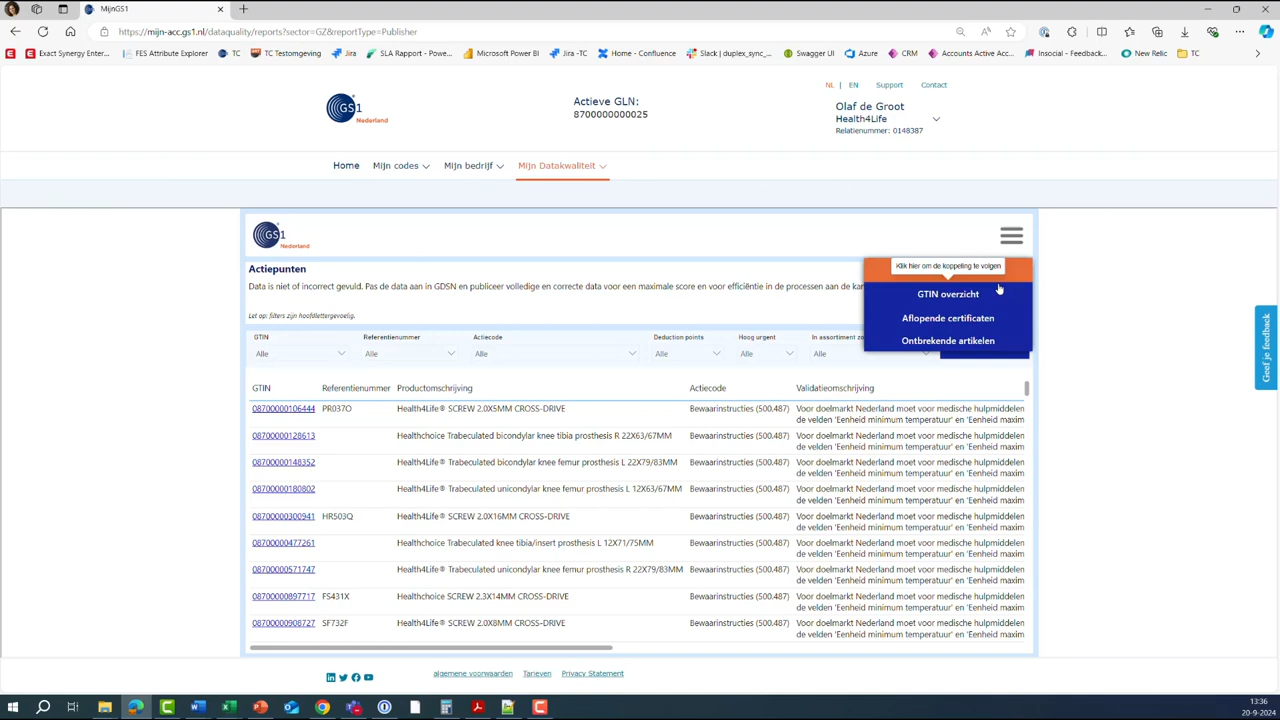 MijnGS1
https://mijn-acc.gs1.nl/dataquality/reports?sector=GZ&reportType=Publisher
Exact Synergy Enter... FES Attribute Explorer TC TC Testomgeving Jira SLA Rapport - Powe... Microsoft Power BI Jira -TC Home - Confluence Slack | duplex_sync_... Swagger UI Azure CRM Accounts Active Acc... Insocial - Feedback... New Relic TC
NL | EN Support Contact
GS1 Nederland
Actieve GLN:
8700000000025
Olaf de Groot
Health4Life
Relatienummer: 0148387
Home Mijn codes Mijn bedrijf Mijn Datakwaliteit
GS1 Nederland
Actiepunten
Klik hier om de koppeling te volgen
Data is niet of incorrect gevuld. Pas de data aan in GDSN en publiceer volledige en correcte data voor een maximale score en voor efficiëntie in de processen aan de
GTIN overzicht
Let op: filters zijn hoofdlettergevoelig.
Aflopende certificaten
Ontbrekende artikelen
GTIN Referentienummer Actiecode Deduction points Hoog urgent In assortiment
Alle Alle Alle Alle Alle Alle
GTIN Referentienummer Productomschrijving Actiecode Validatieomschrijving
08700000106444 PR037O Health4Life® SCREW 2.0X5MM CROSS-DRIVE Bewaarinstructies (500.487) Voor doelmarkt Nederland moet voor medische hulpmiddelen
de velden 'Eenheid minimum temperatuur' en 'Eenheid maxim
08700000128613 Healthchoice Trabeculated bicondylar knee tibia prosthesis R 22X63/67MM Bewaarinstructies (500.487) Voor doelmarkt Nederland moet voor medische hulpmiddelen
de velden 'Eenheid minimum temperatuur' en 'Eenheid maxim
08700000148352 Health4Life® Trabeculated bicondylar knee femur prosthesis L 22X79/83MM Bewaarinstructies (500.487) Voor doelmarkt Nederland moet voor medische hulpmiddelen
de velden 'Eenheid minimum temperatuur' en 'Eenheid maxim
08700000180802 Health4Life® Trabeculated unicondylar knee femur prosthesis L 12X63/67MM Bewaarinstructies (500.487) Voor doelmarkt Nederland moet voor medische hulpmiddelen
de velden 'Eenheid minimum temperatuur' en 'Eenheid maxim
08700000300941 HR503Q Health4Life® SCREW 2.0X16MM CROSS-DRIVE Bewaarinstructies (500.487) Voor doelmarkt Nederland moet voor medische hulpmiddelen
de velden 'Eenheid minimum temperatuur' en 'Eenheid maxim
08700000477261 Healthchoice Trabeculated knee tibia/insert prosthesis L 12X71/75MM Bewaarinstructies (500.487) Voor doelmarkt Nederland moet voor medische hulpmiddelen
de velden 'Eenheid minimum temperatuur' en 'Eenheid maxim
08700000571747 Health4Life® Trabeculated unicondylar knee femur prosthesis R 22X79/83MM Bewaarinstructies (500.487) Voor doelmarkt Nederland moet voor medische hulpmiddelen
de velden 'Eenheid minimum temperatuur' en 'Eenheid maxim
08700000897717 FS431X Healthchoice SCREW 2.3X14MM CROSS-DRIVE Bewaarinstructies (500.487) Voor doelmarkt Nederland moet voor medische hulpmiddelen
de velden 'Eenheid minimum temperatuur' en 'Eenheid maxim
08700000908727 SF732F Health4Life® SCREW 2.0X8MM CROSS-DRIVE Bewaarinstructies (500.487) Voor doelmarkt Nederland moet voor medische hulpmiddelen
de velden 'Eenheid minimum temperatuur' en 'Eenheid maxim
Geef je feedback
algemene voorwaarden Tarieven Privacy Statement
13:36
20-9-2024